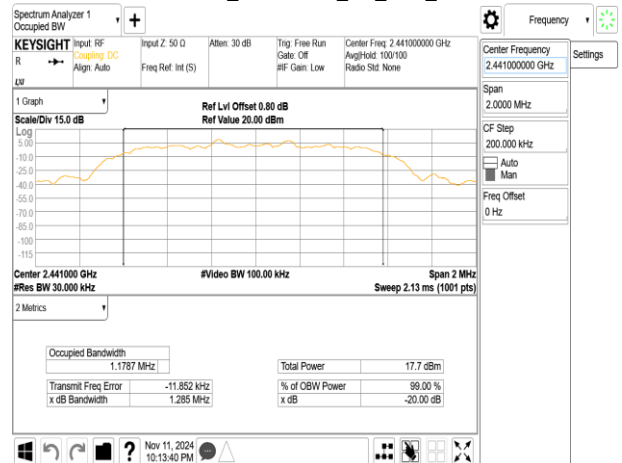 Spectrum Analyzer 1
Occupied BW
Frequency
KEYSIGHT
R
LXI
Input: RF
Coupling: DC
Align: Auto
Input Z: 50 Ω
Freq Ref: Int (S)
Atten: 30 dB
Trig: Free Run
Gate: Off
#IF Gain: Low
Center Freq: 2.441000000 GHz
Avg|Hold: 100/100
Radio Std: None
Center Frequency
2.441000000 GHz
Settings
Span
2.0000 MHz
CF Step
200.000 kHz
Auto
Man
Freq Offset
0 Hz
1 Graph
Scale/Div 15.0 dB
Ref Lvl Offset 0.80 dB
Ref Value 20.00 dBm
Log
5.00
-10.0
-25.0
-40.0
-55.0
-70.0
-85.0
-100
-115
Center 2.441000 GHz
#Res BW 30.000 kHz
#Video BW 100.00 kHz
Span 2 MHz
Sweep 2.13 ms (1001 pts)
2 Metrics
Occupied Bandwidth
1.1787 MHz
Total Power 17.7 dBm
Transmit Freq Error -11.852 kHz
% of OBW Power 99.00 %
x dB Bandwidth 1.285 MHz
x dB -20.00 dB
Nov 11, 2024
10:13:40 PM